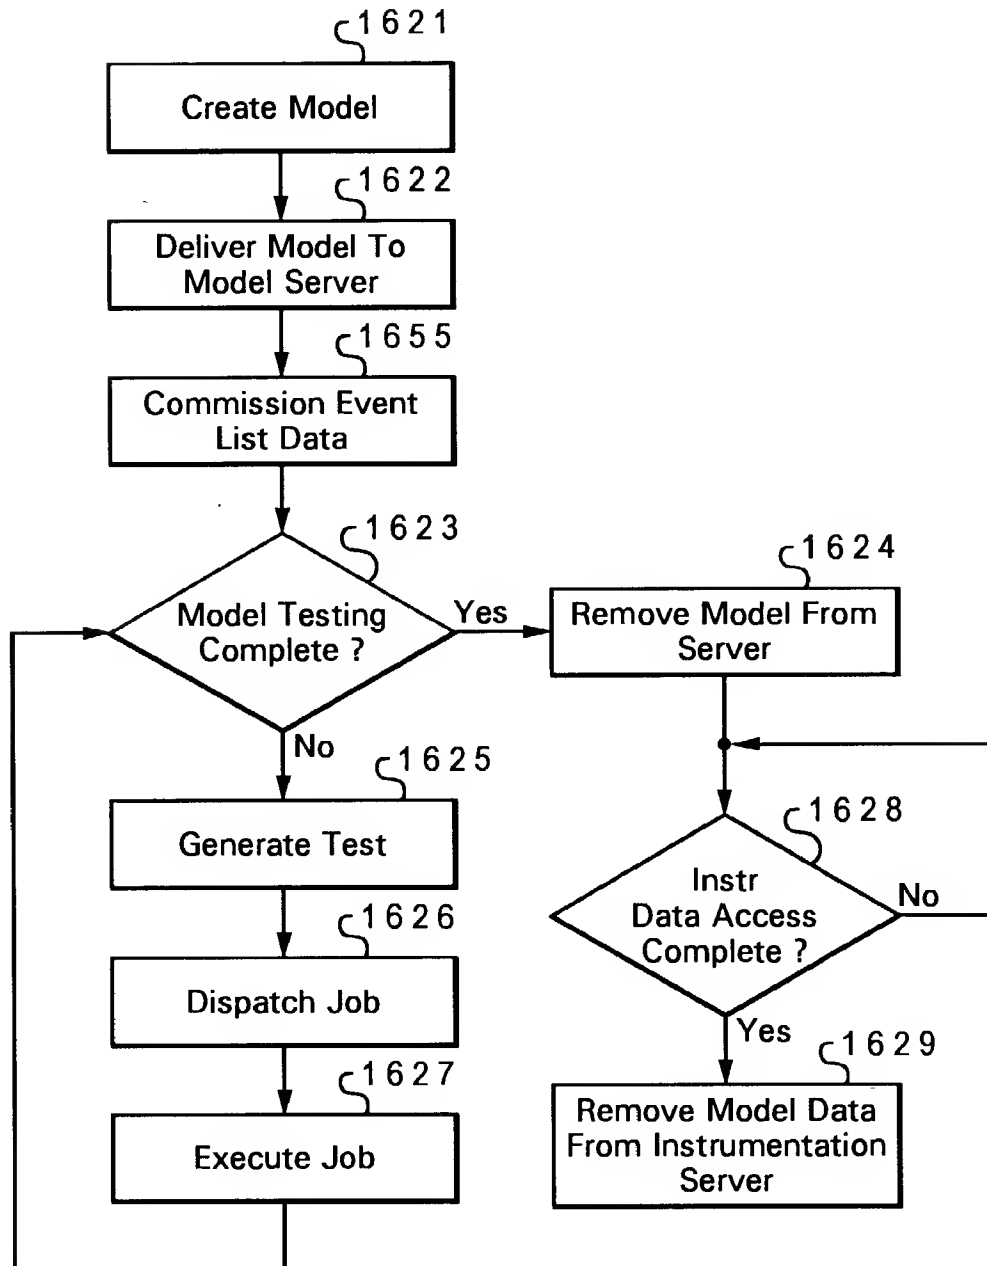 1621
Create Model
1622
Deliver Model To
Model Server
1655
Commission Event
List Data
1623
Model Testing
Complete ?
Yes
No
1624
Remove Model From
Server
1625
Generate Test
1626
Dispatch Job
1627
Execute Job
1628
Instr
Data Access
Complete ?
No
Yes
1629
Remove Model Data
From Instrumentation
Server